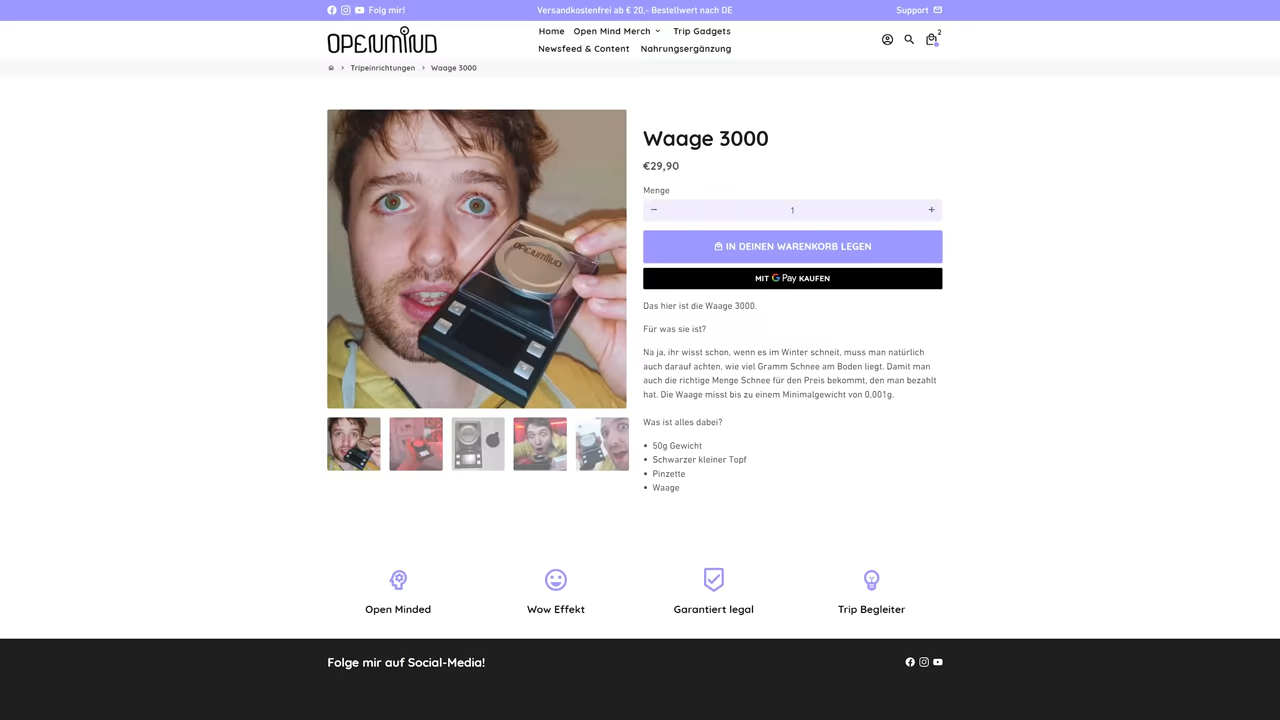 Folg mir!
Versandkostenfrei ab € 20,- Bestellwert nach DE
Support
OPENMIND
Home
Open Mind Merch
Trip Gadgets
Newsfeed & Content
Nahrungsergänzung
2
Tripeinrichtungen
Waage 3000
OPENMIND
Waage 3000
€29,90
Menge
− 1 +
IN DEINEN WARENKORB LEGEN
MIT G Pay KAUFEN
Das hier ist die Waage 3000.
Für was sie ist?
Na ja, ihr wisst schon, wenn es im Winter schneit, muss man natürlich
auch darauf achten, wie viel Gramm Schnee am Boden liegt. Damit man
auch die richtige Menge Schnee für den Preis bekommt, den man bezahlt
hat. Die Waage misst bis zu einem Minimalgewicht von 0,001g.
Was ist alles dabei?
• 50g Gewicht
• Schwarzer kleiner Topf
• Pinzette
• Waage
Open Minded
Wow Effekt
Garantiert legal
Trip Begleiter
Folge mir auf Social-Media!